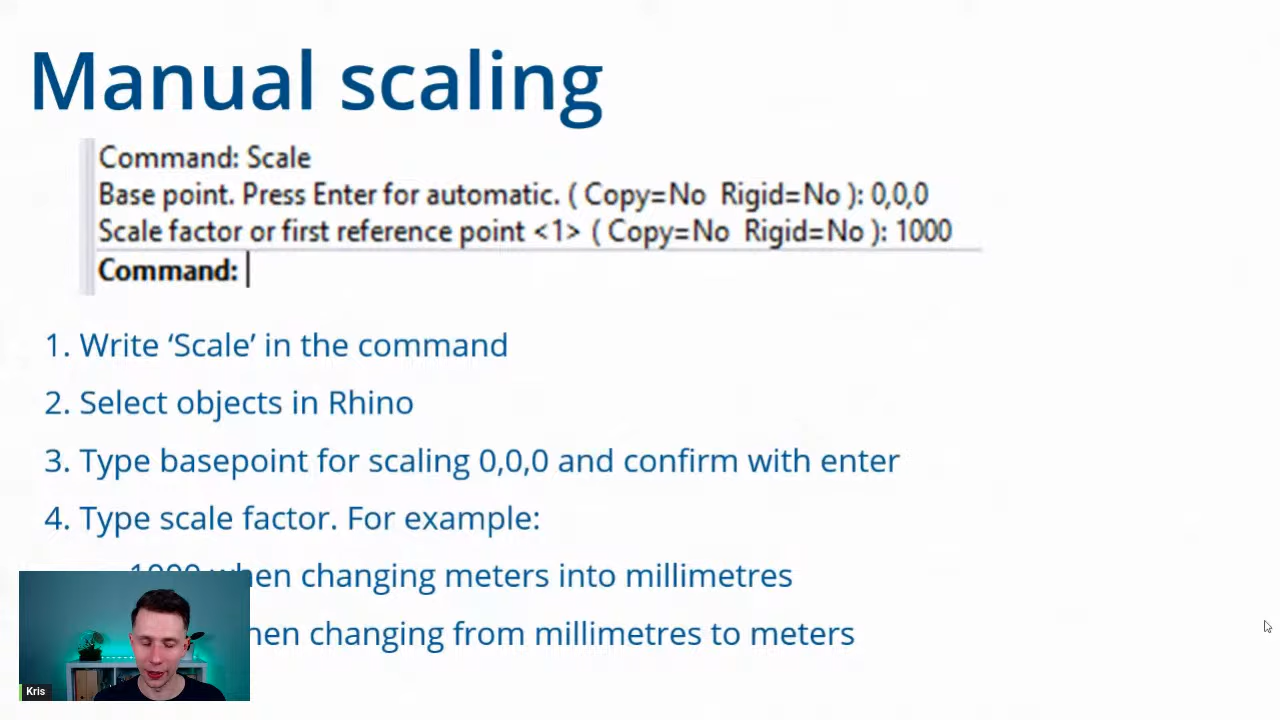 Manual scaling
Command: Scale
Base point. Press Enter for automatic. ( Copy=No Rigid=No ): 0,0,0
Scale factor or first reference point <1> ( Copy=No Rigid=No ): 1000
Command:
1. Write ‘Scale’ in the command
2. Select objects in Rhino
3. Type basepoint for scaling 0,0,0 and confirm with enter
4. Type scale factor. For example:
1000 when changing meters into millimetres
changing from millimetres to meters
Kris